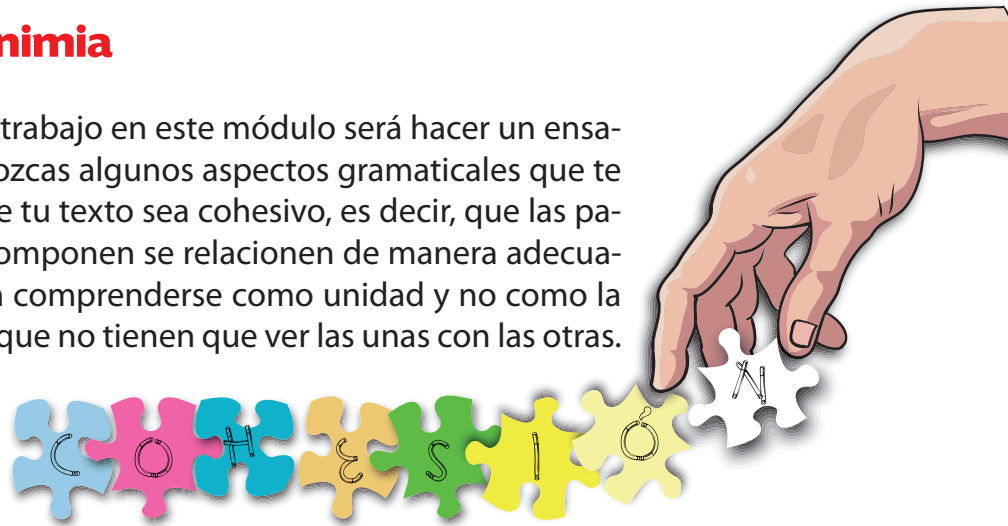 nimia
trabajo en este módulo será hacer un ensa-
ozcas algunos aspectos gramaticales que te
e tu texto sea cohesivo, es decir, que las pa-
omponen se relacionen de manera adecua-
a comprenderse como unidad y no como la
que no tienen que ver las unas con las otras.
COHESIÓN